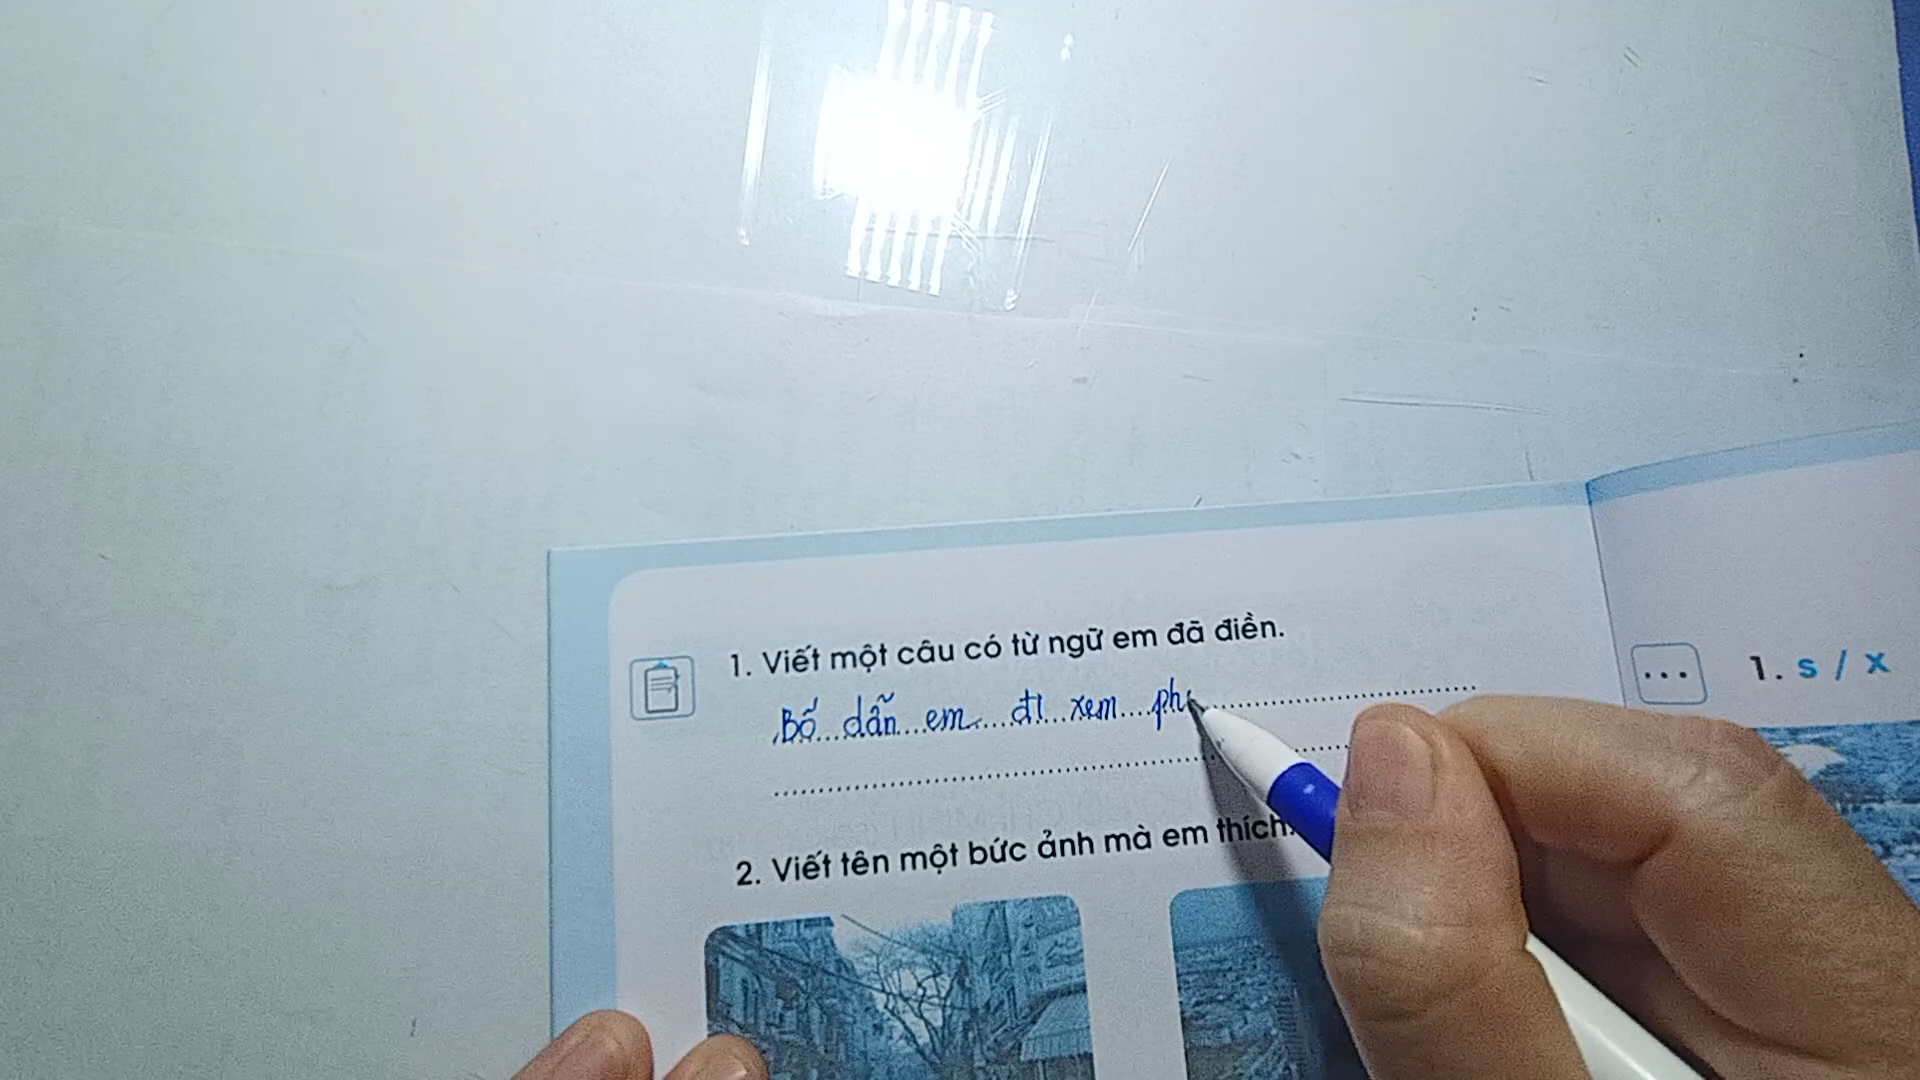 1. Viết một câu có từ ngữ em đã điền.
Bố dẫn em đi xem ph
2. Viết tên một bức ảnh mà em thích.
...
1. s / x